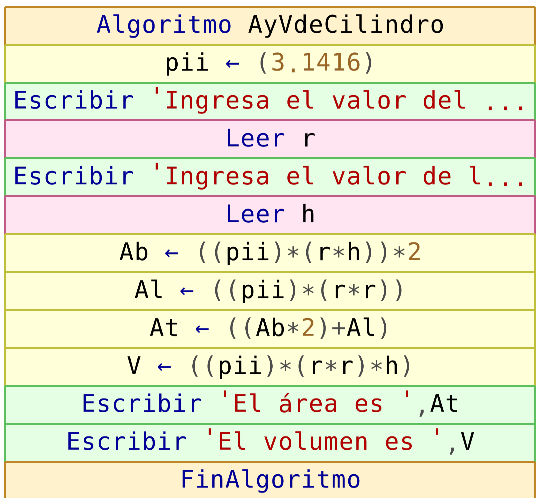 Algoritmo AyVdeCilindro
pii ← (3.1416)
Escribir 'Ingresa el valor del ...
Leer r
Escribir 'Ingresa el valor de l...
Leer h
Ab ← ((pii)*(r*h))*2
Al ← ((pii)*(r*r))
At ← ((Ab*2)+Al)
V ← ((pii)*(r*r)*h)
Escribir 'El área es ',At
Escribir 'El volumen es ',V
FinAlgoritmo